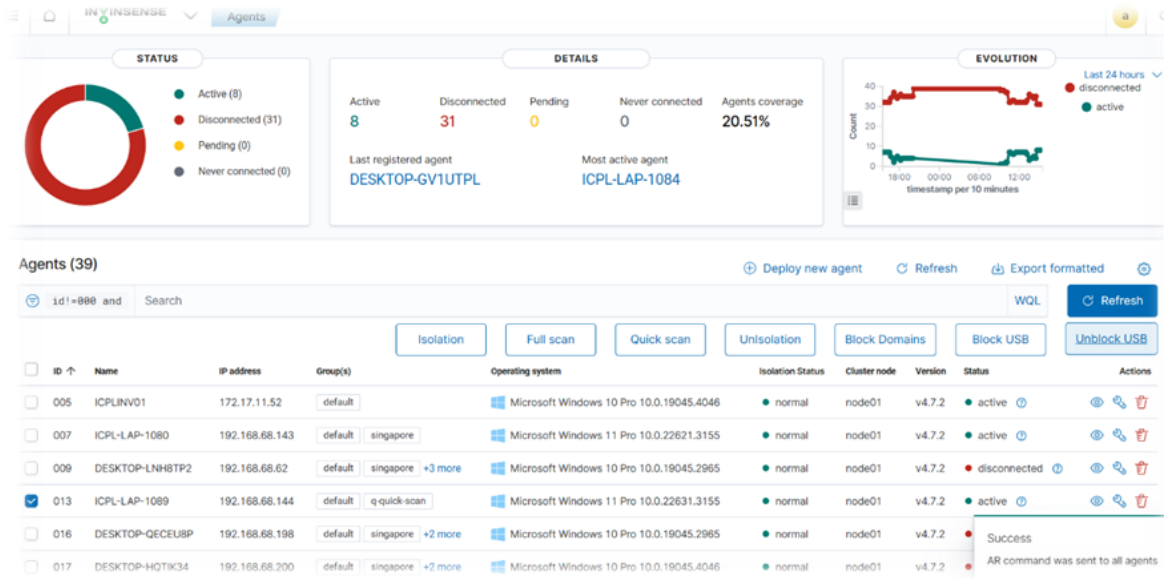 INVINSENSE
Agents
a
STATUS
Active (8)
Disconnected (31)
Pending (0)
Never connected (0)
DETAILS
Active Disconnected Pending Never connected Agents coverage
8 31 0 0 20.51%
Last registered agent Most active agent
DESKTOP-GV1UTPL ICPL-LAP-1084
EVOLUTION
Last 24 hours
disconnected
active
Count
40
30
20
10
0
18:00 00:00 06:00 12:00
timestamp per 10 minutes
Agents (39)
Deploy new agent Refresh Export formatted
id!=000 and Search WQL Refresh
Isolation Full scan Quick scan UnIsolation Block Domains Block USB Unblock USB
ID Name IP address Group(s) Operating system Isolation Status Cluster node Version Status Actions
005 ICPLINV01 172.17.11.52 default Microsoft Windows 10 Pro 10.0.19045.4046 normal node01 v4.7.2 active
007 ICPL-LAP-1080 192.168.68.143 default singapore Microsoft Windows 11 Pro 10.0.22621.3155 normal node01 v4.7.2 active
009 DESKTOP-LNH8TP2 192.168.68.62 default singapore +3 more Microsoft Windows 10 Pro 10.0.19045.2965 normal node01 v4.7.2 disconnected
013 ICPL-LAP-1089 192.168.68.144 default q-quick-scan Microsoft Windows 11 Pro 10.0.22631.3155 normal node01 v4.7.2 active
016 DESKTOP-QECEU8P 192.168.68.198 default singapore +2 more Microsoft Windows 10 Pro 10.0.19045.2965 normal node01 v4.7.2
017 DESKTOP-HQTIK34 192.168.68.200 default singapore +2 more Microsoft Windows 10 Pro 10.0.19045.4046 normal node01 v4.7.2
Success
AR command was sent to all agents